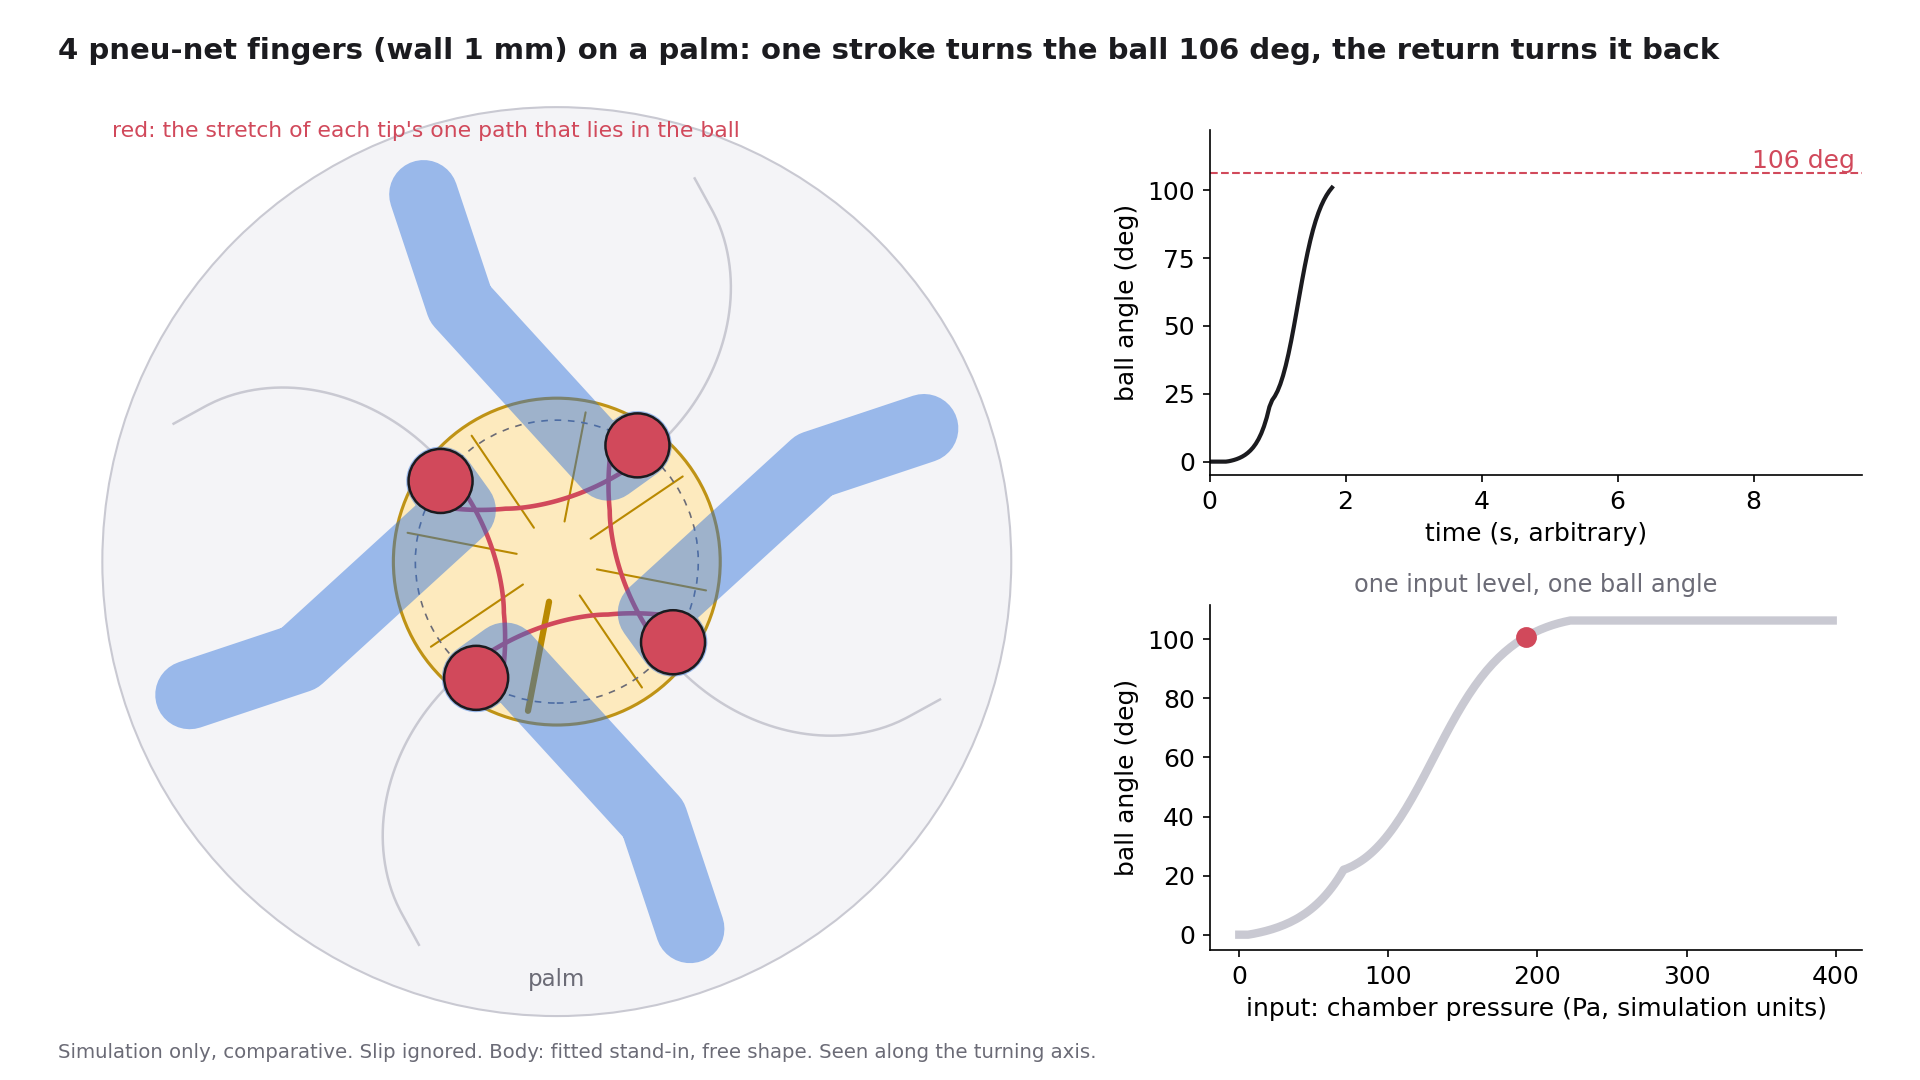 4 pneu-net fingers (wall 1 mm) on a palm: one stroke turns the ball 106 deg, the return turns it back
red: the stretch of each tip's one path that lies in the ball
palm
106 deg
ball angle (deg)
100
75
50
25
0
0 2 4 6 8
time (s, arbitrary)
one input level, one ball angle
ball angle (deg)
100
80
60
40
20
0
0 100 200 300 400
input: chamber pressure (Pa, simulation units)
Simulation only, comparative. Slip ignored. Body: fitted stand-in, free shape. Seen along the turning axis.